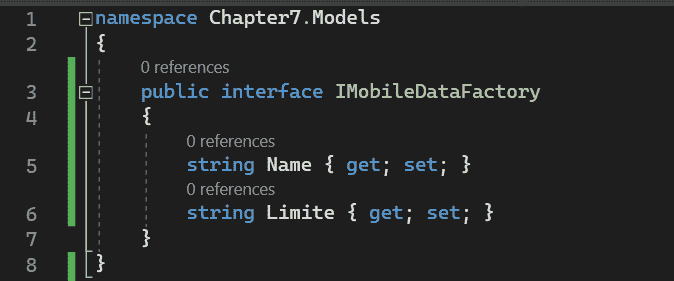 1 namespace Chapter7.Models
2 {
0 references
3 public interface IMobileDataFactory
4 {
0 references
5 string Name { get; set; }
0 references
6 string Limite { get; set; }
7 }
8 }